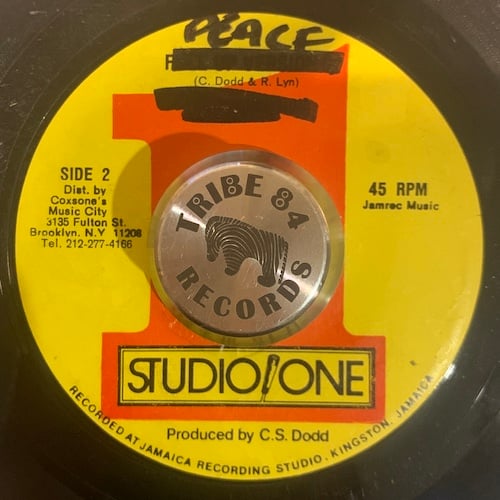 PEACE
(C. Dodd & R. Lyn)
SIDE 2
Dist. by
Coxsone's
Music City
3135 Fulton St.
Brooklyn. N.Y 11208
Tel. 212-277-4166
45 RPM
Jamrec Music
TRIBE 84
RECORDS
STUDIO ONE
Produced by C.S. Dodd
RECORDED AT JAMAICA RECORDING STUDIO. KINGSTON. JAMAICA